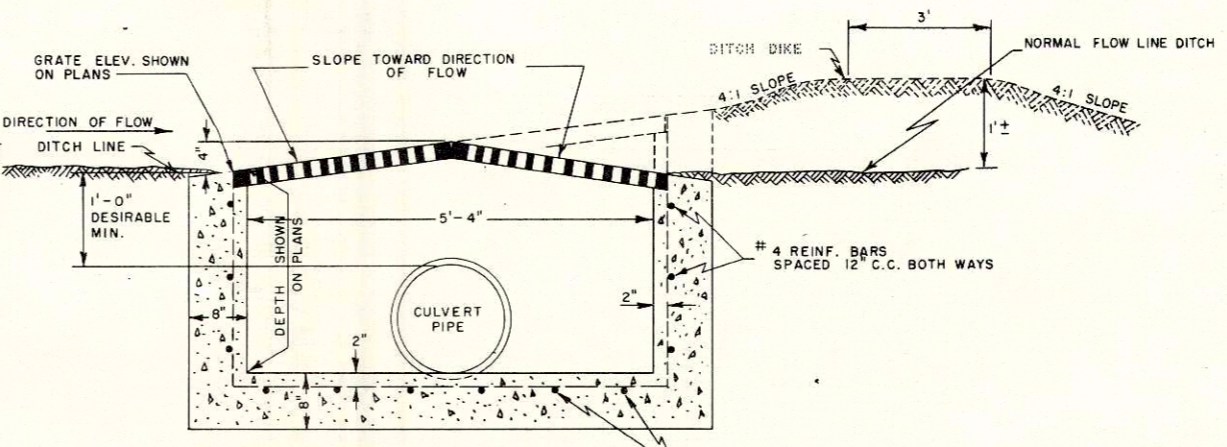 3'
DITCH DIKE
NORMAL FLOW LINE DITCH
GRATE ELEV. SHOWN
ON PLANS
SLOPE TOWARD DIRECTION
OF FLOW
4:1 SLOPE
4:1 SLOPE
DIRECTION OF FLOW
DITCH LINE
4"
1'±
1'-0"
DESIRABLE
MIN.
5'-4"
DEPTH SHOWN
ON PLANS
# 4 REINF. BARS
SPACED 12" C.C. BOTH WAYS
8"
CULVERT
PIPE
2"
2"
8"